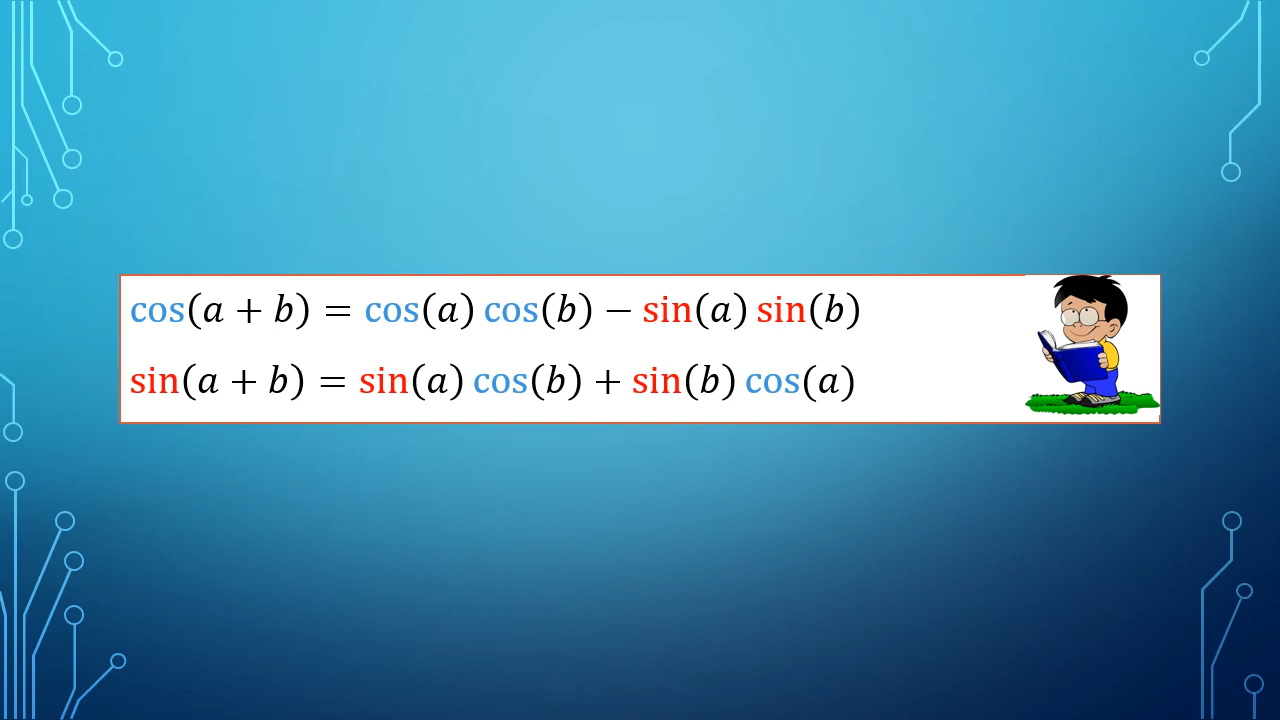 cos(a + b) = cos(a) cos(b) − sin(a) sin(b)
sin(a + b) = sin(a) cos(b) + sin(b) cos(a)